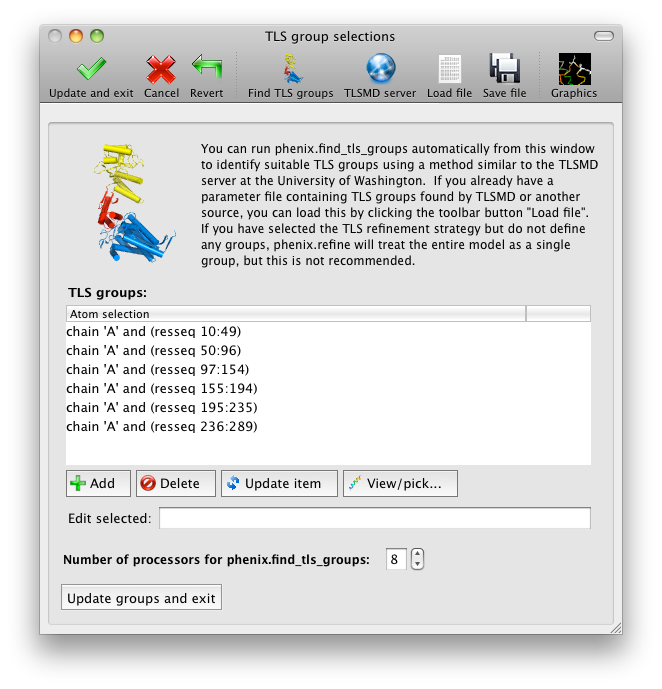 TLS group selections
Update and exit Cancel Revert Find TLS groups TLSMD server Load file Save file Graphics
You can run phenix.find_tls_groups automatically from this window
to identify suitable TLS groups using a method similar to the TLSMD
server at the University of Washington.  If you already have a
parameter file containing TLS groups found by TLSMD or another
source, you can load this by clicking the toolbar button "Load file".
If you have selected the TLS refinement strategy but do not define
any groups, phenix.refine will treat the entire model as a single
group, but this is not recommended.
TLS groups:
Atom selection
chain 'A' and (resseq 10:49)
chain 'A' and (resseq 50:96)
chain 'A' and (resseq 97:154)
chain 'A' and (resseq 155:194)
chain 'A' and (resseq 195:235)
chain 'A' and (resseq 236:289)
Add Delete Update item View/pick...
Edit selected:
Number of processors for phenix.find_tls_groups: 8
Update groups and exit